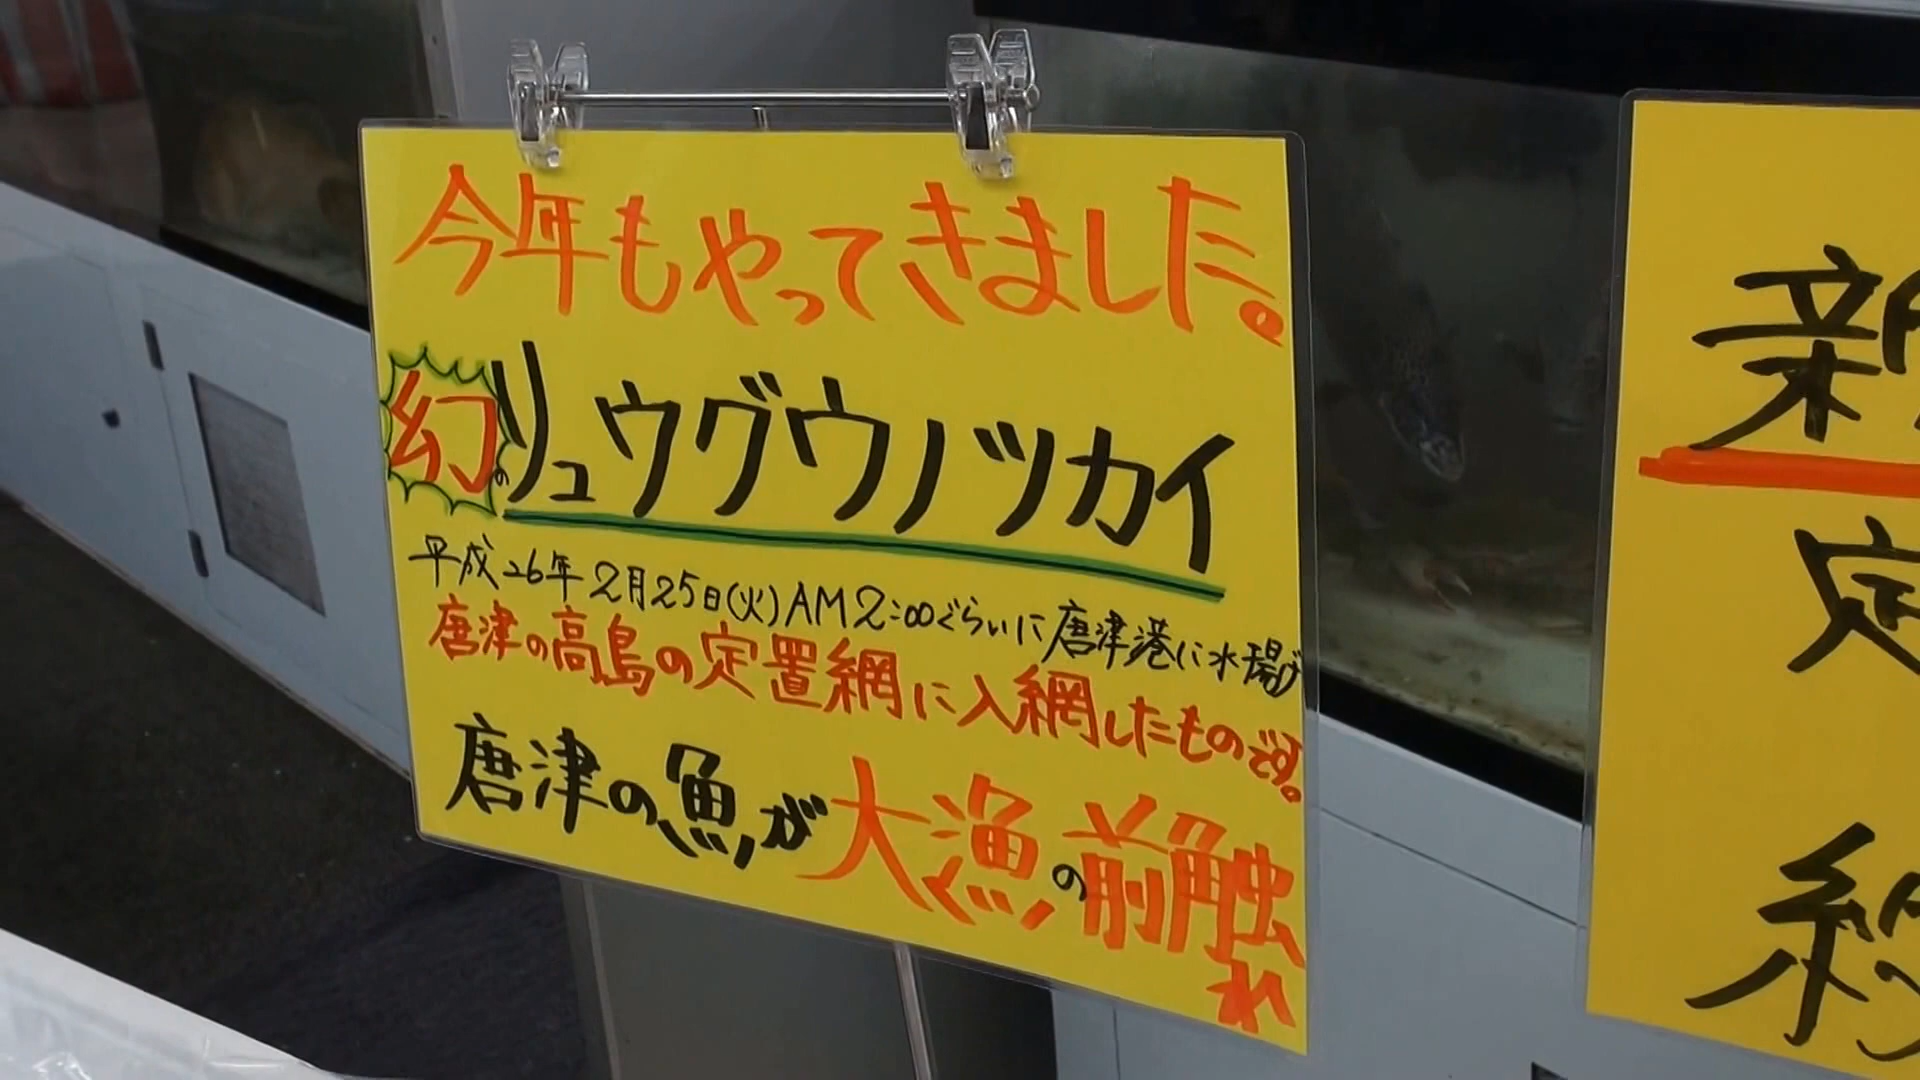 今年もやってきました。
幻のリュウグウノツカイ
平成26年2月25日(火)AM2:00ぐらいに唐津港に水揚げ
唐津の高島の定置網に入網したものです。
唐津の魚が大漁の前触れ
新
定